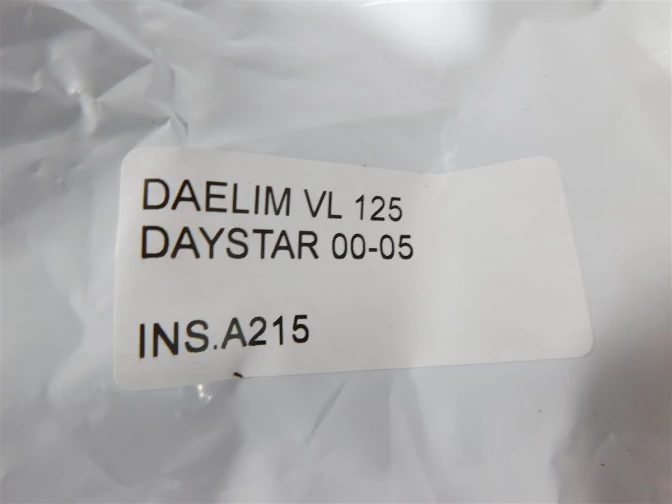 DAELIM VL 125
DAYSTAR 00-05
INS.A215